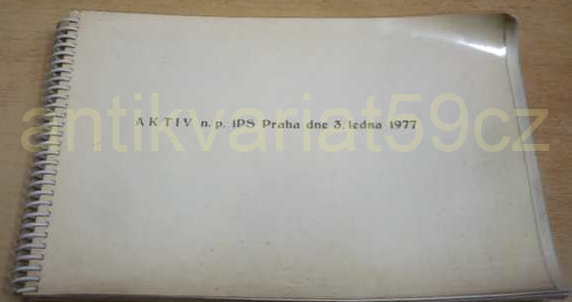 AKTIV n. p. IPS Praha dne 3. ledna 1977
antikvariat59cz